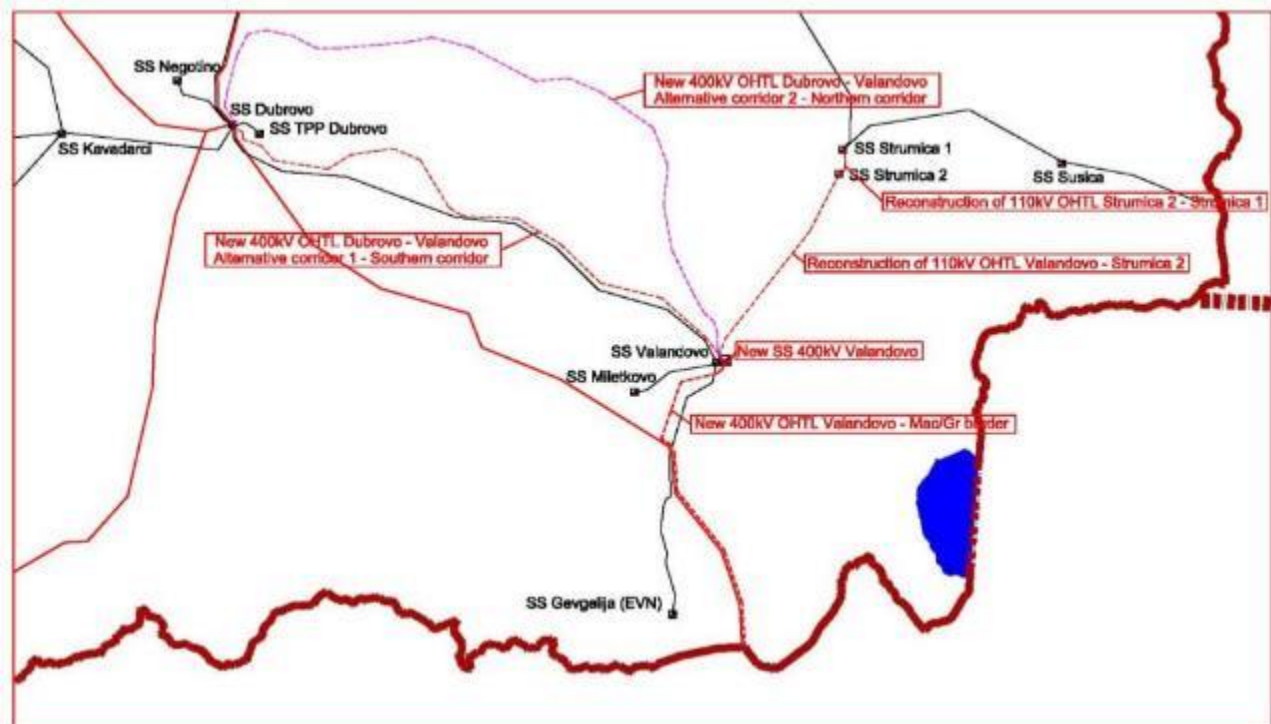 SS Negotino
New 400kV OHTL Dubrovo - Valandovo
Alternative corridor 2 - Northern corridor
SS Dubrovo
SS TPP Dubrovo
SS Kavadarci
SS Strumica 1
SS Strumica 2
SS Susica
Reconstruction of 110kV OHTL Strumica 2 - Strumica 1
New 400kV OHTL Dubrovo - Valandovo
Alternative corridor 1 - Southern corridor
Reconstruction of 110kV OHTL Valandovo - Strumica 2
SS Valandovo
New SS 400kV Valandovo
SS Miletkovo
New 400kV OHTL Valandovo - Mac/Gr border
SS Gevgelija (EVN)